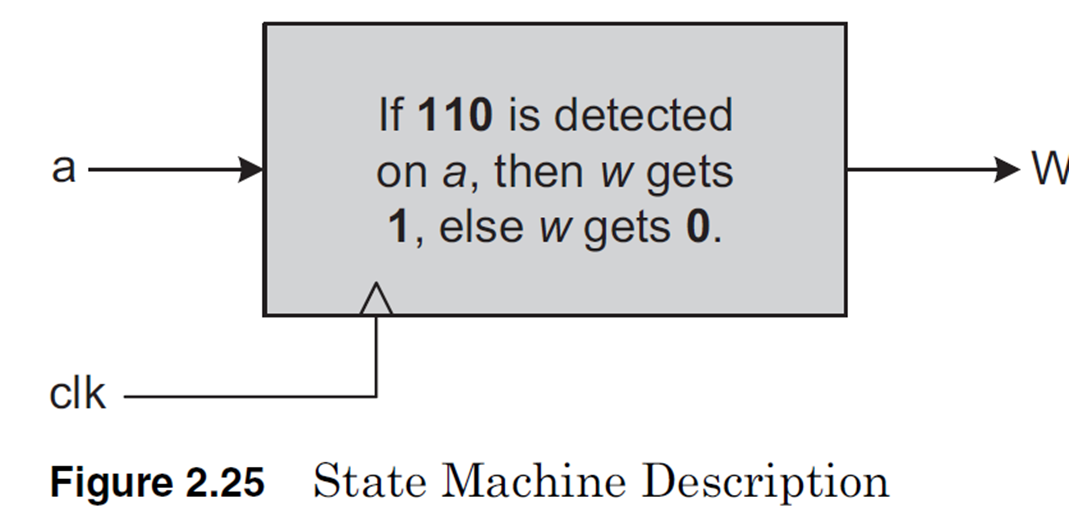 If 110 is detected
on a, then w gets
1, else w gets 0.
a
w
clk
Figure 2.25 State Machine Description